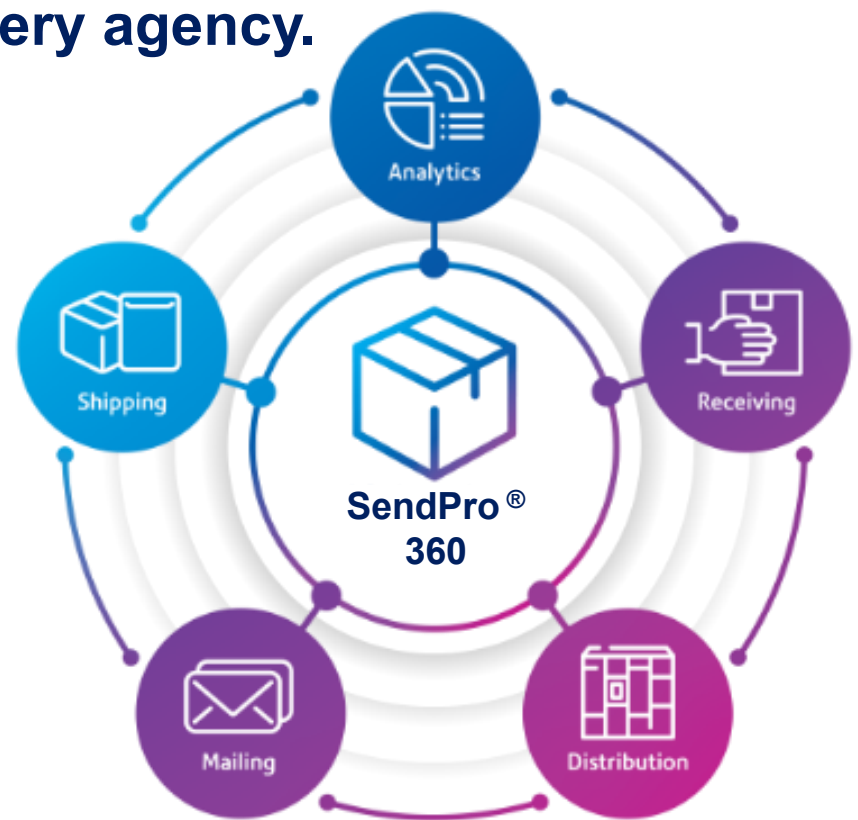 ery agency.
Analytics
Shipping
Receiving
SendPro ®
360
Mailing
Distribution